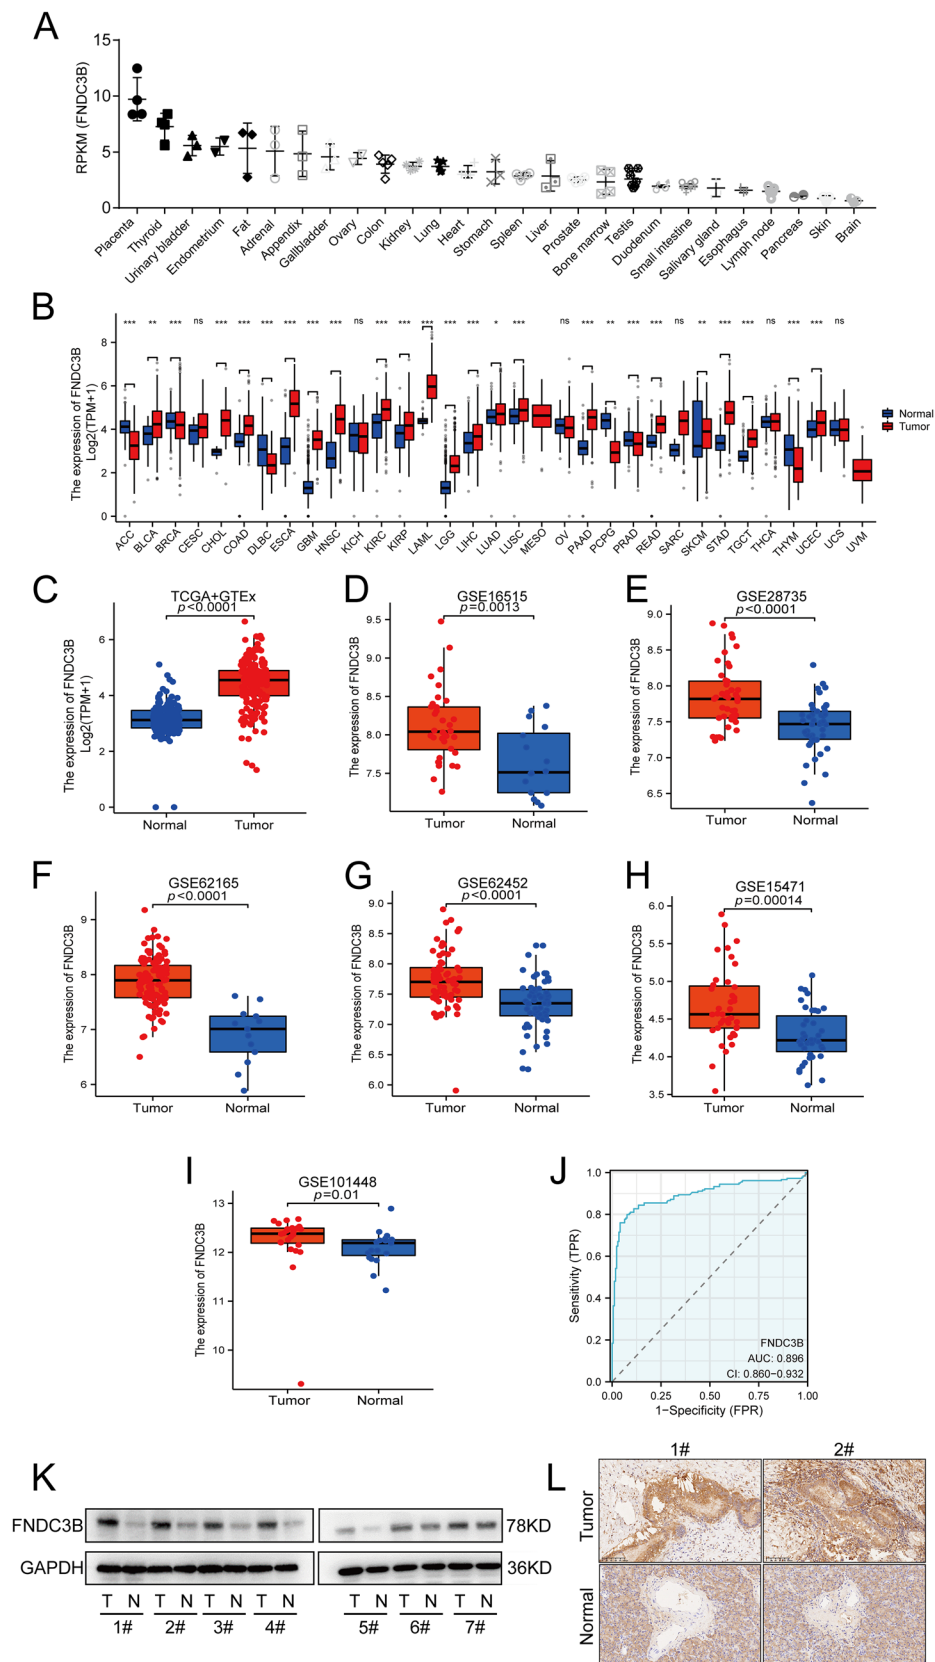 A
15
10
5
0
RPKM (FNDC3B)
Placenta
Thyroid
Urinary bladder
Endometrium
Fat
Adrenal
Appendix
Gallbladder
Ovary
Colon
Kidney
Lung
Heart
Stomach
Spleen
Liver
Prostate
Bone marrow
Testis
Duodenum
Small intestine
Salivary gland
Esophagus
Lymph node
Pancreas
Skin
Brain
B
*** ** *** ns *** *** *** *** *** *** ns *** *** *** *** *** * *** ns *** ** *** *** ns ** *** *** ns *** *** ns
8
6
4
2
0
The expression of FNDC3B
Log2(TPM+1)
Normal
Tumor
ACC
BLCA
BRCA
CESC
CHOL
COAD
DLBC
ESCA
GBM
HNSC
KICH
KIRC
KIRP
LAML
LGG
LIHC
LUAD
LUSC
MESO
OV
PAAD
PCPG
PRAD
READ
SARC
SKCM
STAD
TGCT
THCA
THYM
UCEC
UCS
UVM
C
TCGA+GTEx
p<0.0001
The expression of FNDC3B
Log2(TPM+1)
6
4
2
0
Normal Tumor
D
GSE16515
p=0.0013
The expression of FNDC3B
9.5
9.0
8.5
8.0
7.5
Tumor Normal
E
GSE28735
p<0.0001
The expression of FNDC3B
9.0
8.5
8.0
7.5
7.0
6.5
Tumor Normal
F
GSE62165
p<0.0001
The expression of FNDC3B
9
8
7
6
Tumor Normal
G
GSE62452
p<0.0001
The expression of FNDC3B
9.0
8.5
8.0
7.5
7.0
6.5
6.0
Tumor Normal
H
GSE15471
p=0.00014
The expression of FNDC3B
6.0
5.5
5.0
4.5
4.0
3.5
Tumor Normal
I
GSE101448
p=0.01
The expression of FNDC3B
13
12
11
10
Tumor Normal
J
1.0
0.8
0.6
0.4
0.2
0.0
Sensitivity (TPR)
FNDC3B
AUC: 0.896
CI: 0.860−0.932
0.00 0.25 0.50 0.75 1.00
1−Specificity (FPR)
K
FNDC3B 78KD
GAPDH 36KD
T N T N T N T N T N T N T N
1# 2# 3# 4# 5# 6# 7#
L
1# 2#
Tumor
Normal